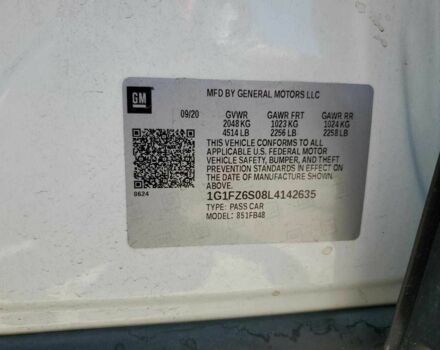 GM
MFD BY GENERAL MOTORS LLC
09/20 GVWR GAWR FRT GAWR RR
2048 KG 1023 KG 1024 KG
4514 LB 2256 LB 2258 LB
THIS VEHICLE CONFORMS TO ALL
APPLICABLE U.S. FEDERAL MOTOR
VEHICLE SAFETY, BUMPER, AND THEFT
PREVENTION STANDARDS IN EFFECT ON
THE DATE OF MANUFACTURE SHOWN ABOVE.
0624 1G1FZ6S08L4142635
TYPE: PASS CAR
MODEL: 851FB48